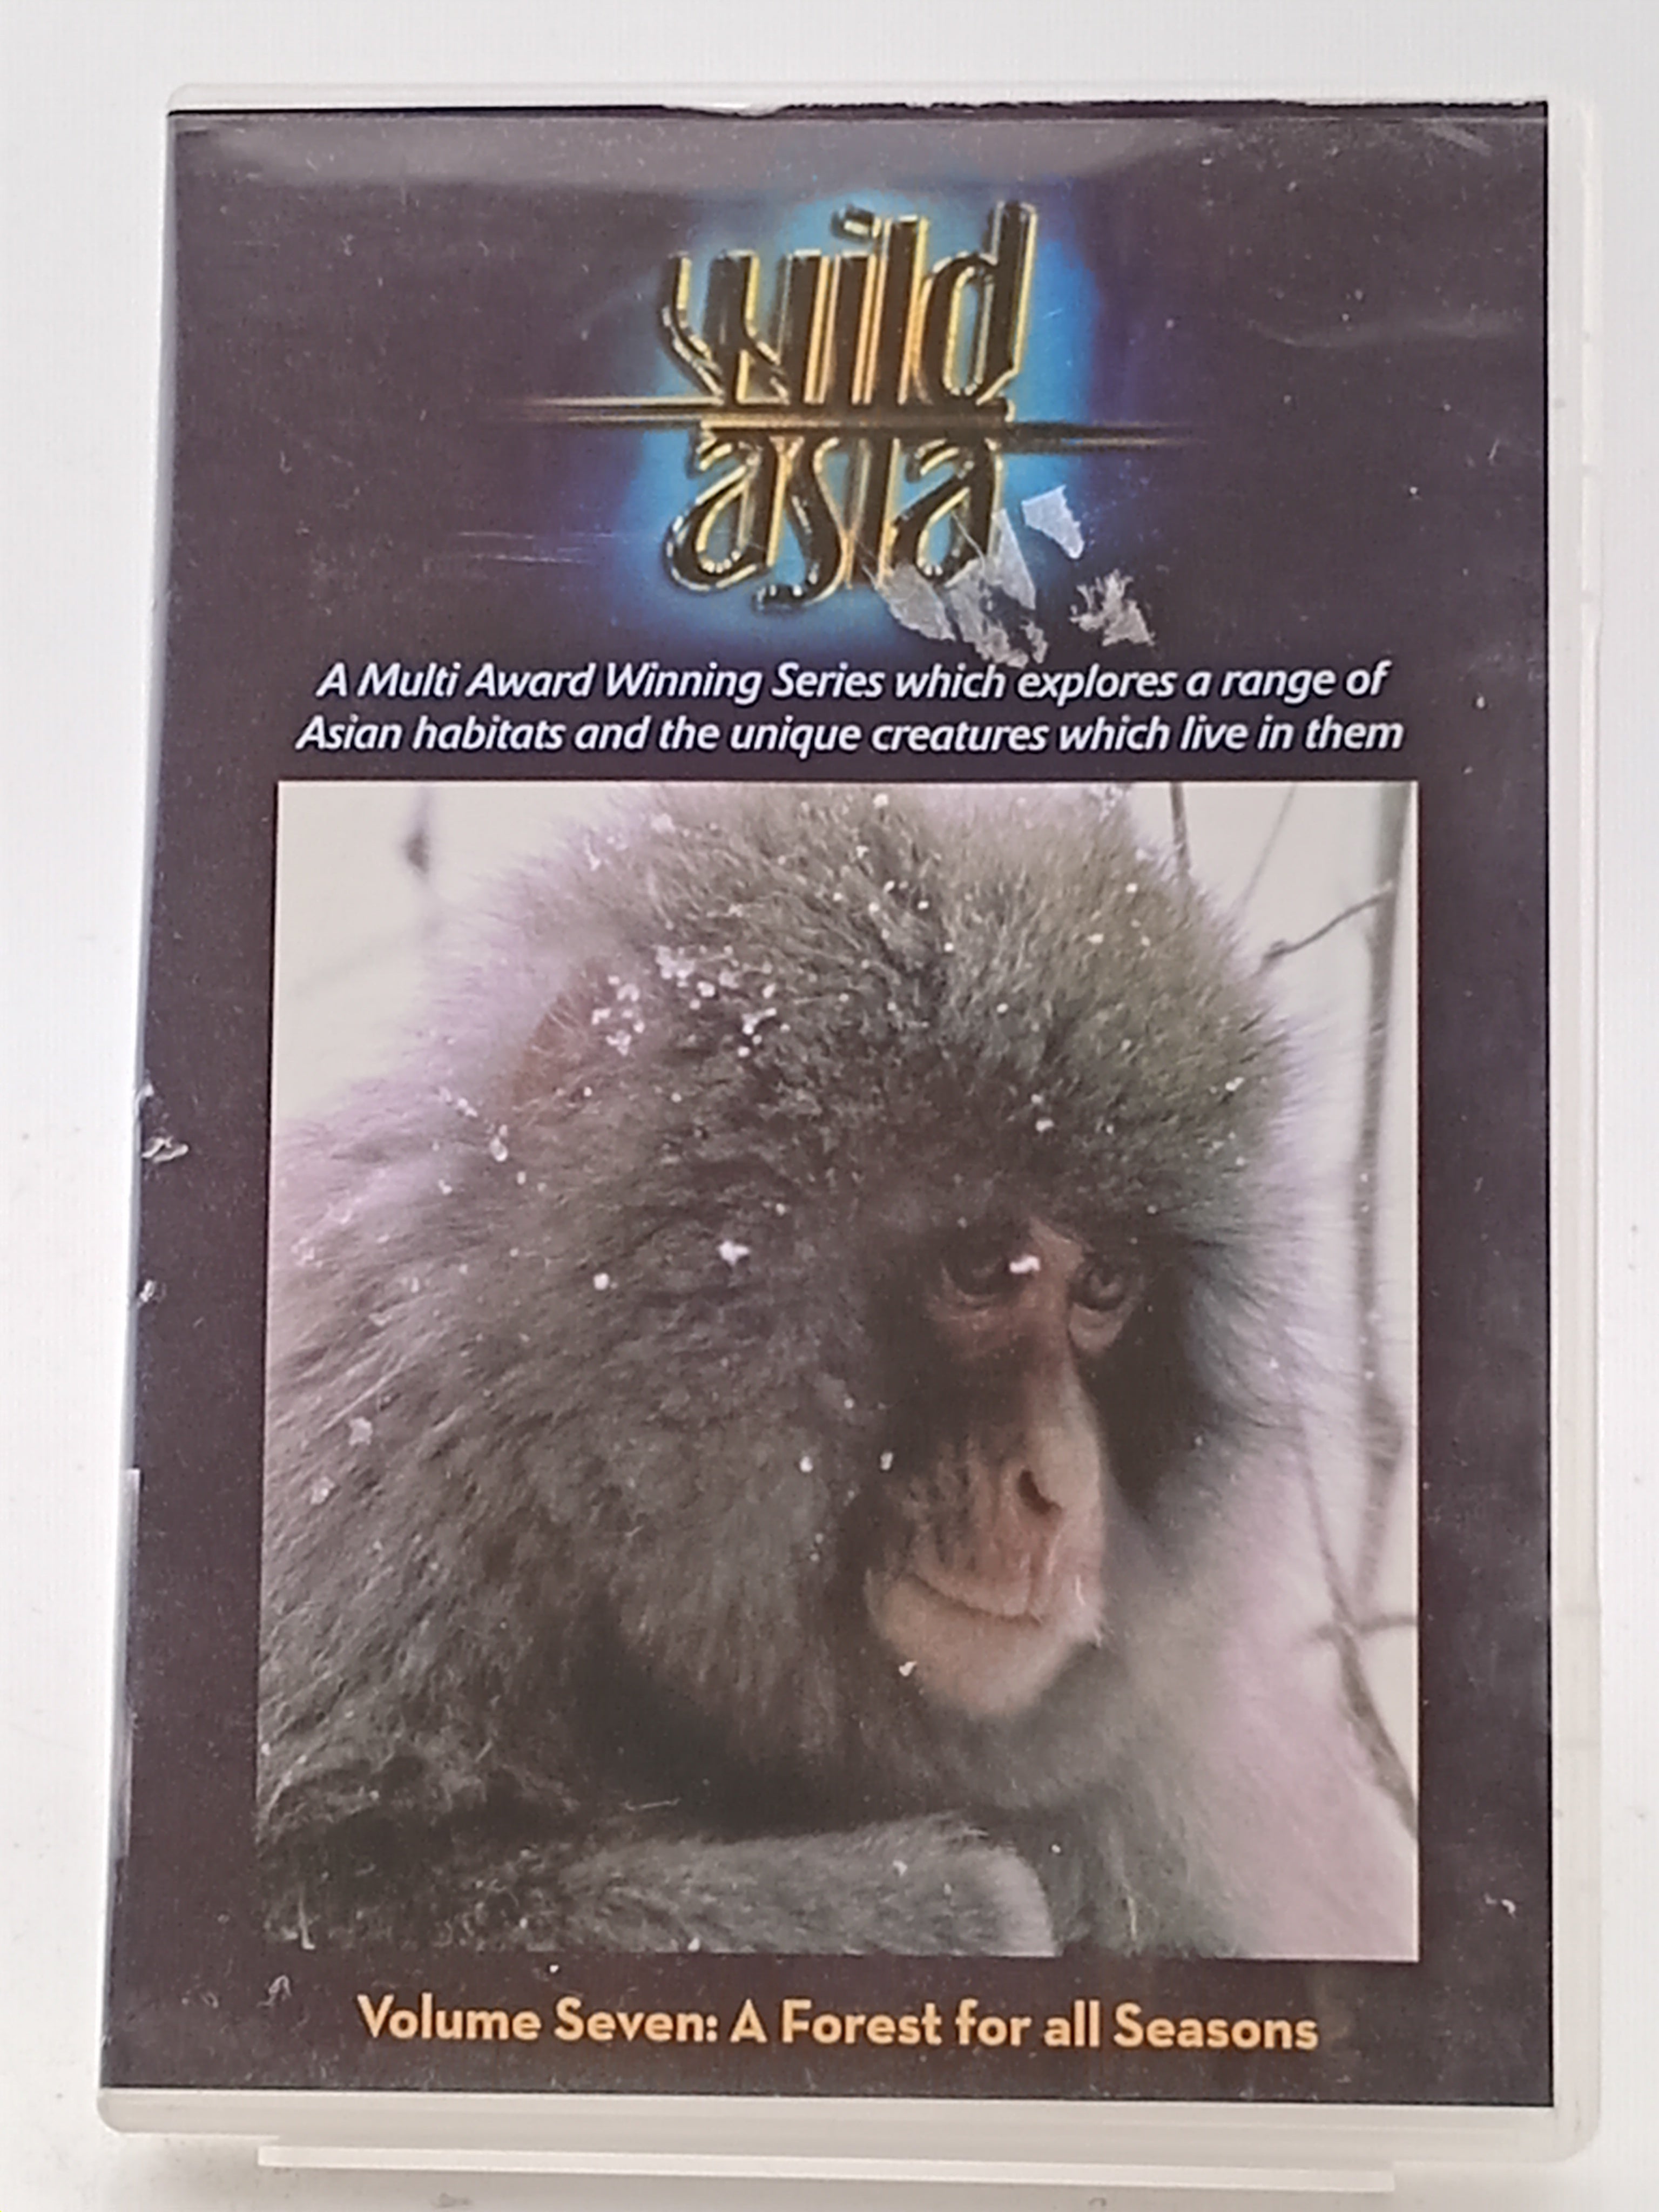 wild
asia
A Multi Award Winning Series which explores a range of
Asian habitats and the unique creatures which live in them
Volume Seven: A Forest for all Seasons